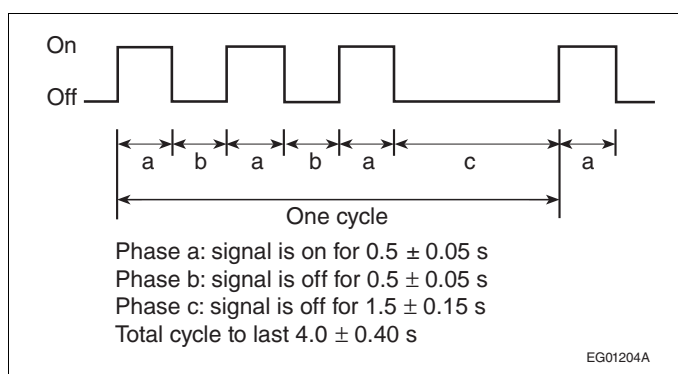 On
Off
a b a b a c a
One cycle
Phase a: signal is on for 0.5 ± 0.05 s
Phase b: signal is off for 0.5 ± 0.05 s
Phase c: signal is off for 1.5 ± 0.15 s
Total cycle to last 4.0 ± 0.40 s
EG01204A